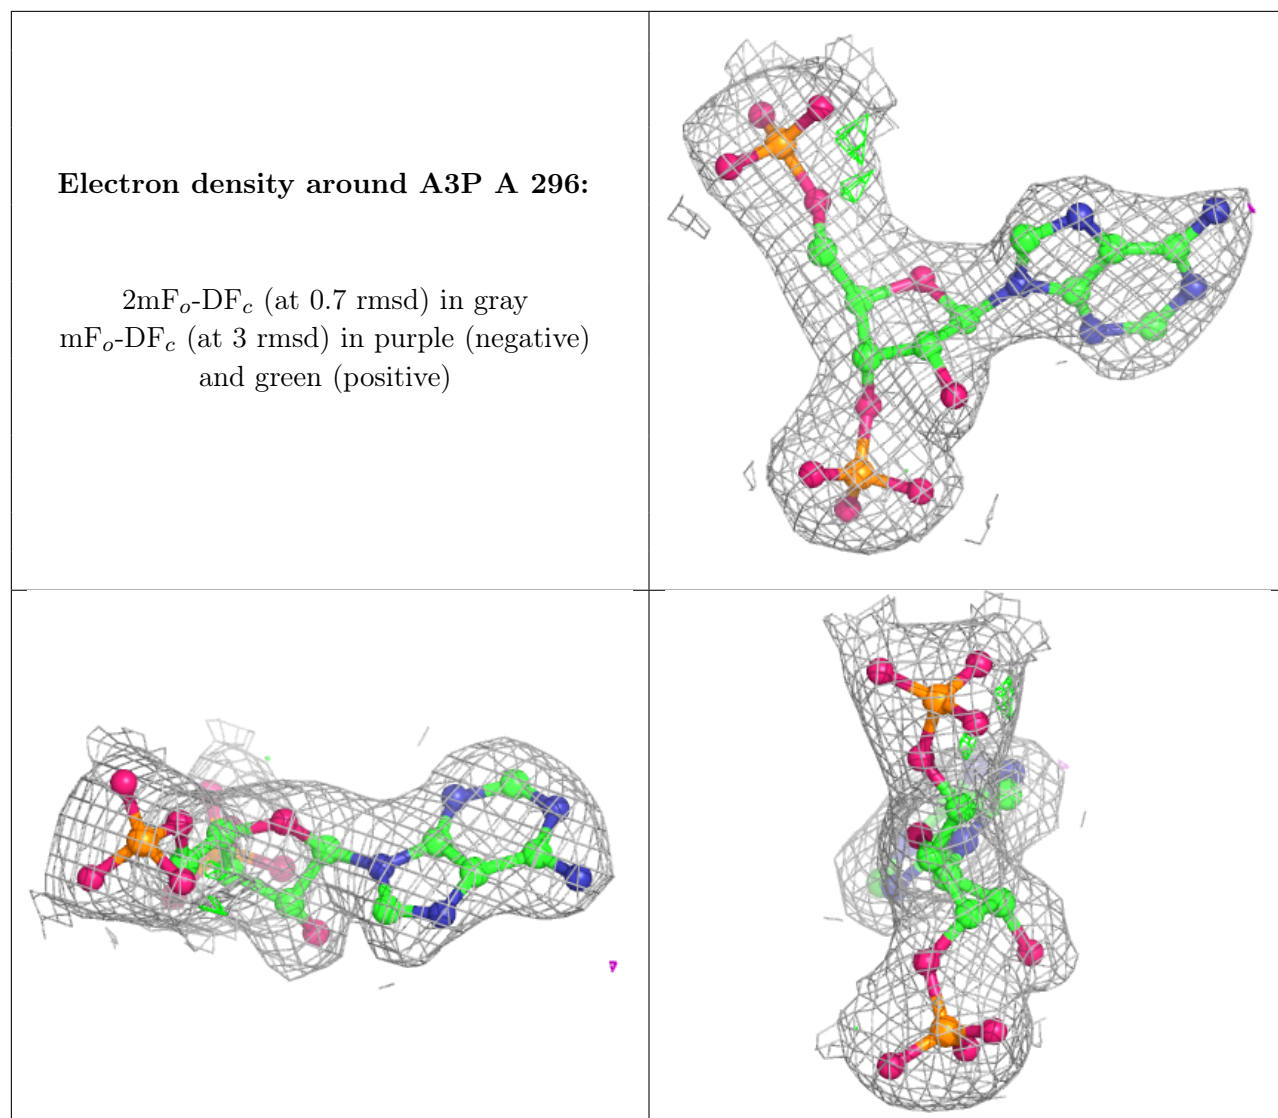 Electron density around A3P A 296:
2mFo-DFc (at 0.7 rmsd) in gray
mFo-DFc (at 3 rmsd) in purple (negative)
and green (positive)